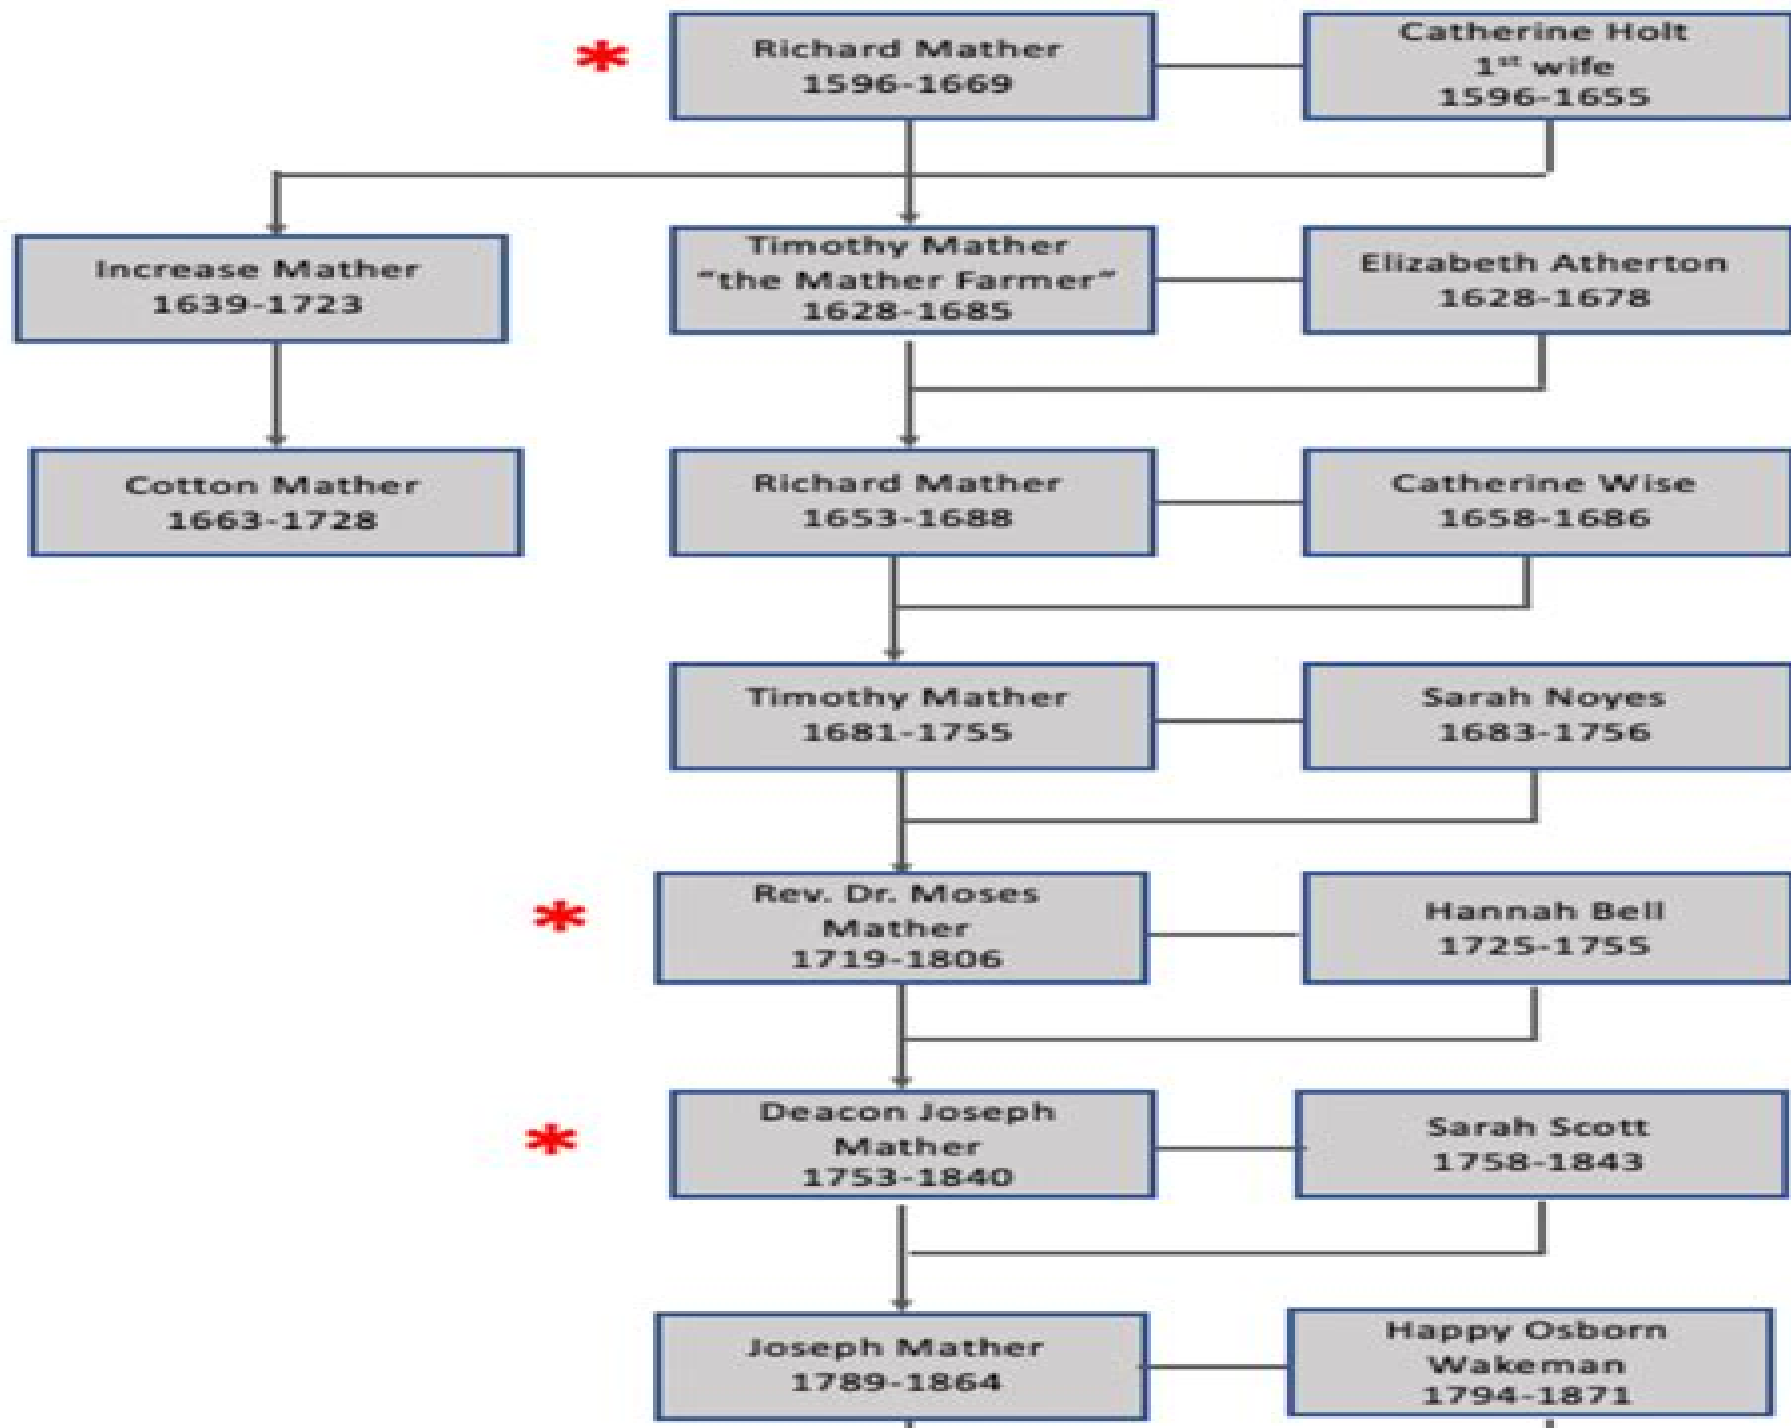 *
Richard Mather
1596-1669
Catherine Holt
1st wife
1596-1655
Increase Mather
1639-1723
Timothy Mather
“the Mather Farmer”
1628-1685
Elizabeth Atherton
1628-1678
Cotton Mather
1663-1728
Richard Mather
1653-1688
Catherine Wise
1658-1686
Timothy Mather
1681-1755
Sarah Noyes
1683-1756
*
Rev. Dr. Moses
Mather
1719-1806
Hannah Bell
1725-1755
*
Deacon Joseph
Mather
1753-1840
Sarah Scott
1758-1843
Joseph Mather
1789-1864
Happy Osborn
Wakeman
1794-1871